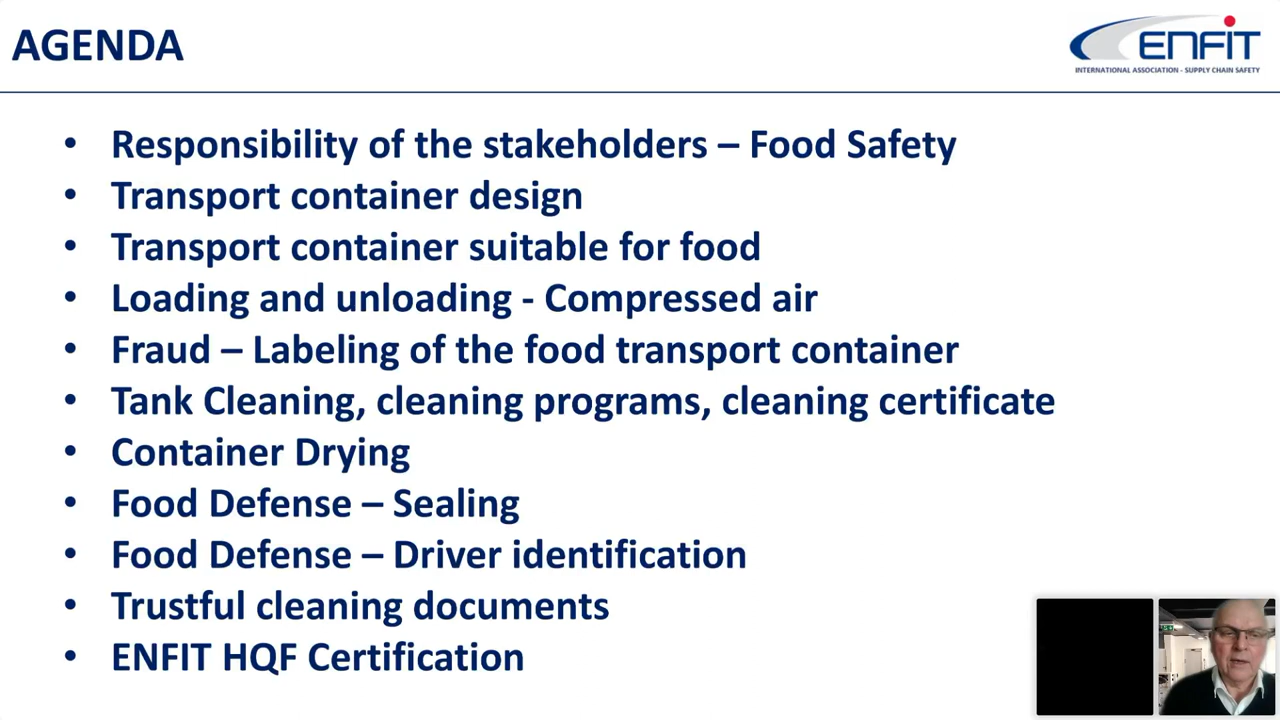 AGENDA
ENFIT
INTERNATIONAL ASSOCIATION - SUPPLY CHAIN SAFETY
• Responsibility of the stakeholders – Food Safety
• Transport container design
• Transport container suitable for food
• Loading and unloading - Compressed air
• Fraud – Labeling of the food transport container
• Tank Cleaning, cleaning programs, cleaning certificate
• Container Drying
• Food Defense – Sealing
• Food Defense – Driver identification
• Trustful cleaning documents
• ENFIT HQF Certification